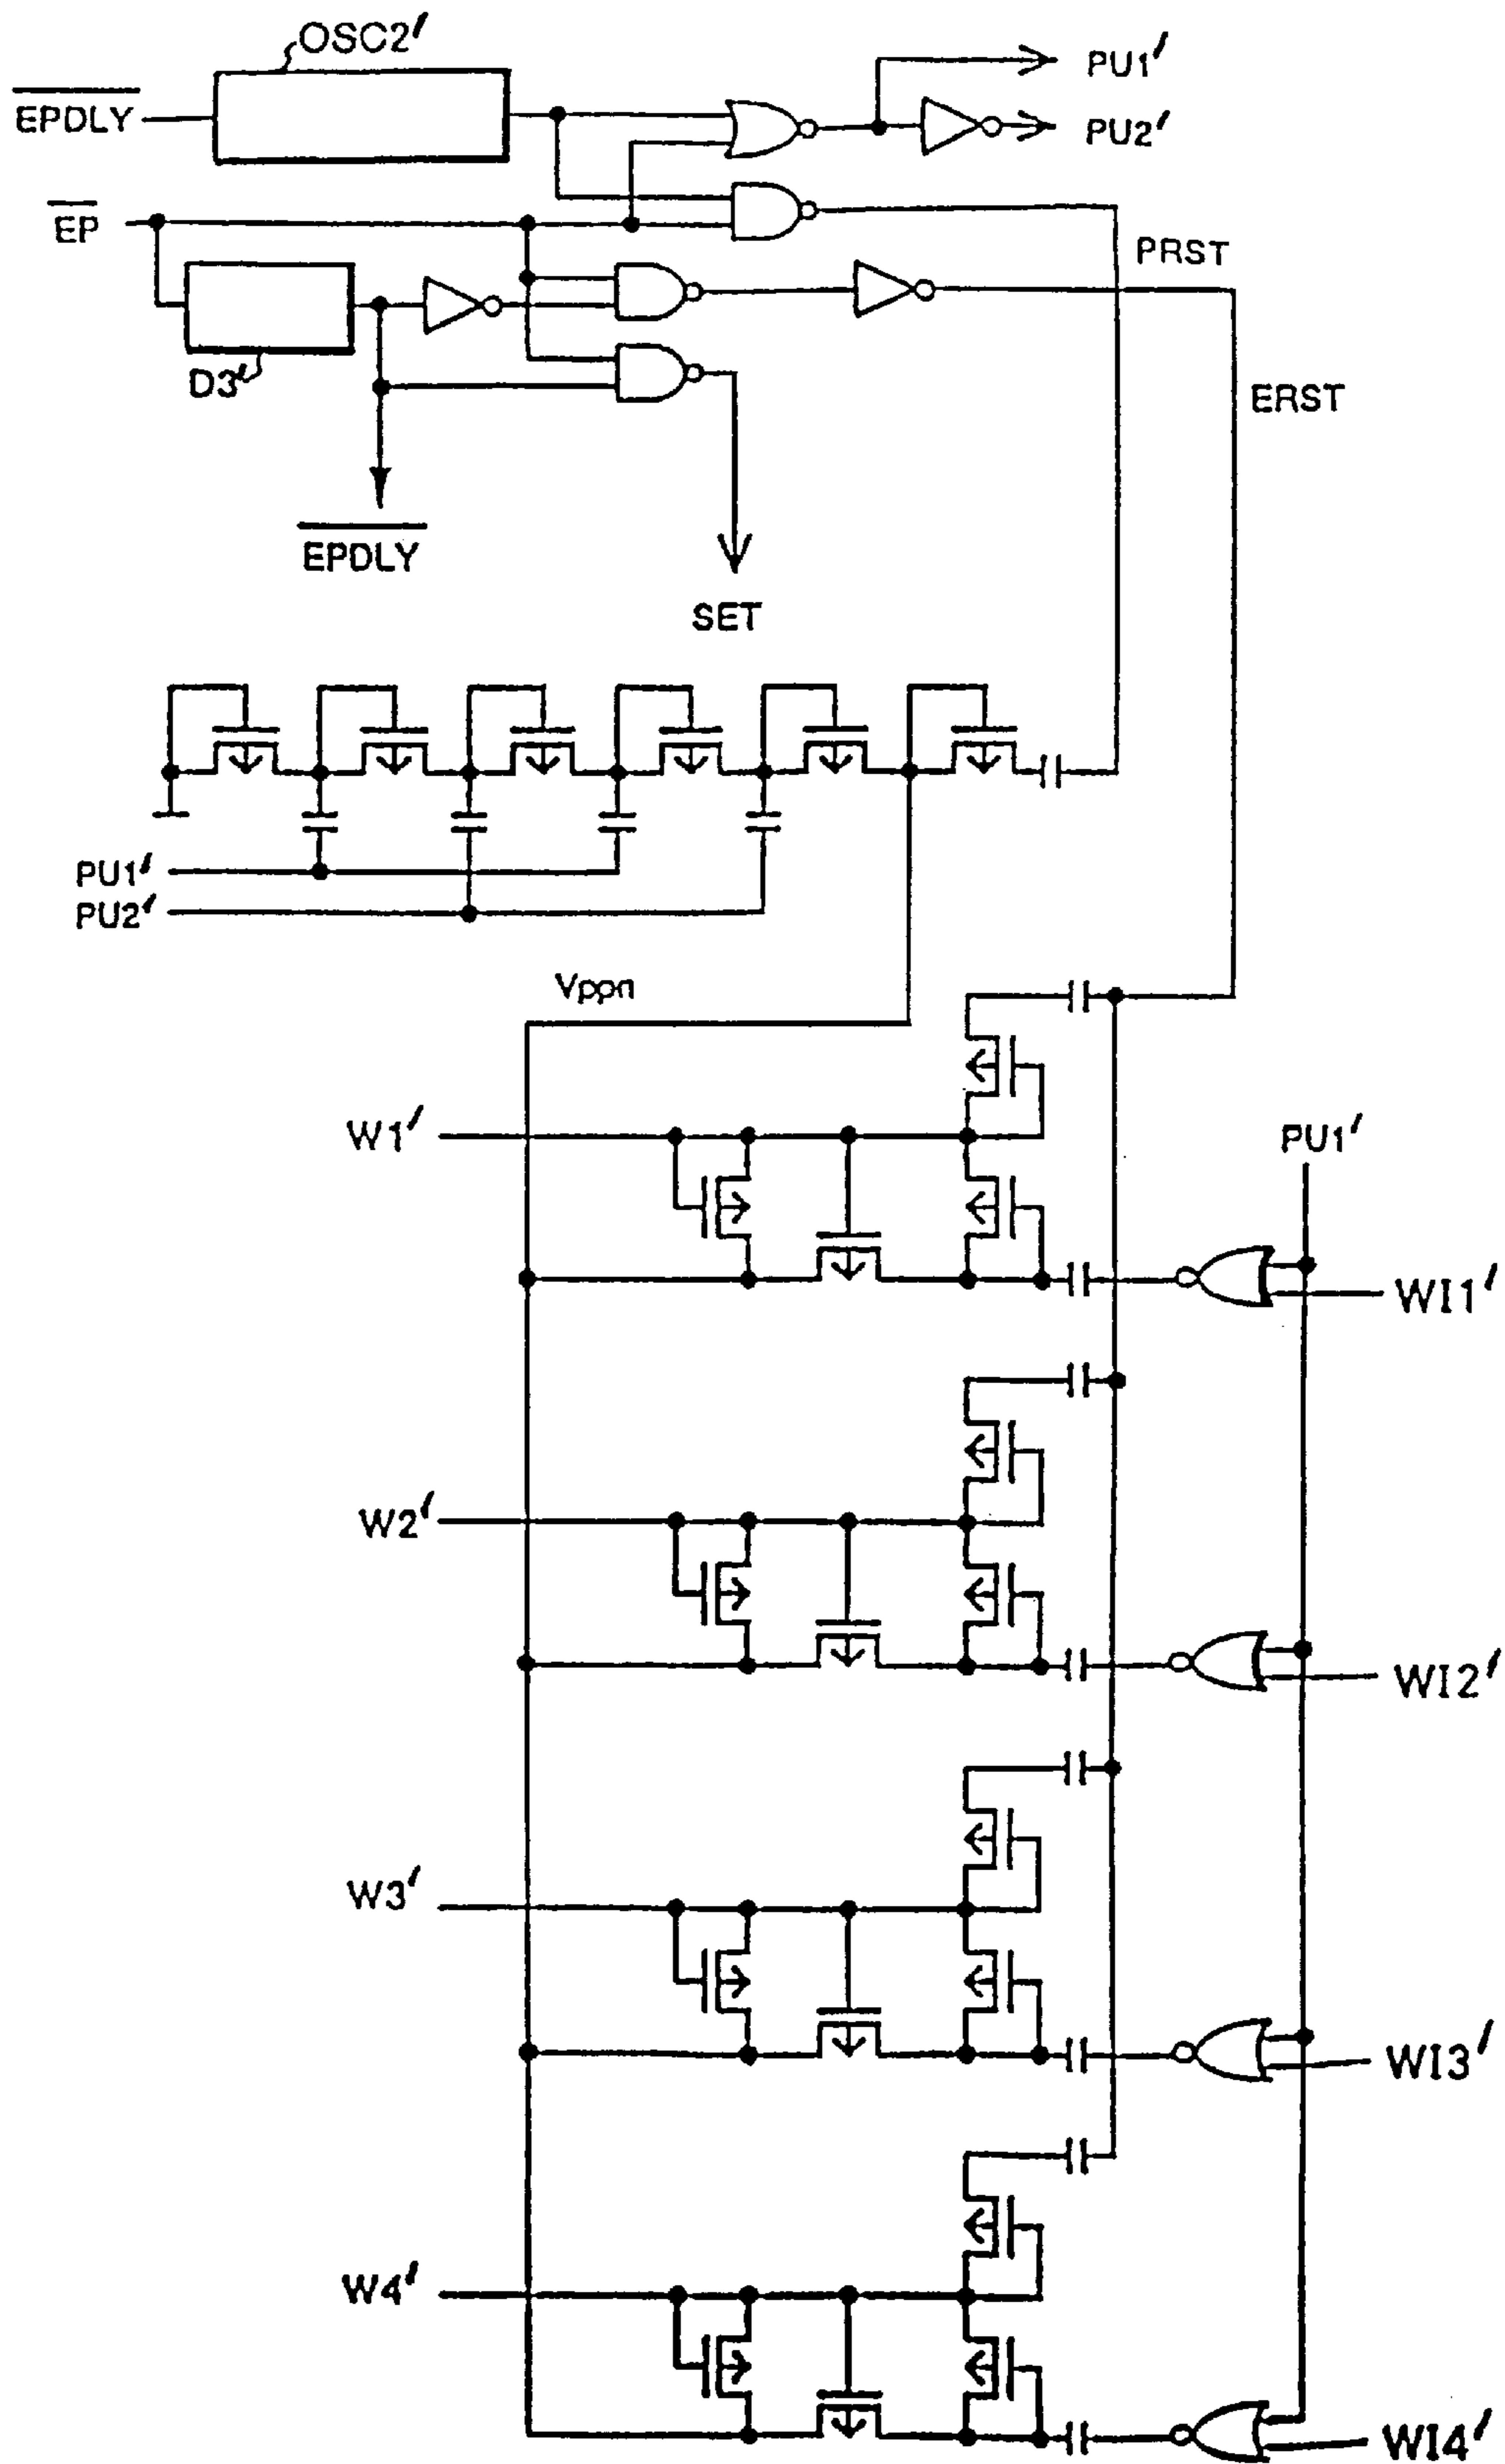 OSC2′
EPDLY
PU1′
PU2′
EP
PRST
D3′
ERST
EPDLY
SET
PU1′
PU2′
Vppn
W1′
PU1′
WI1′
W2′
WI2′
W3′
WI3′
W4′
WI4′